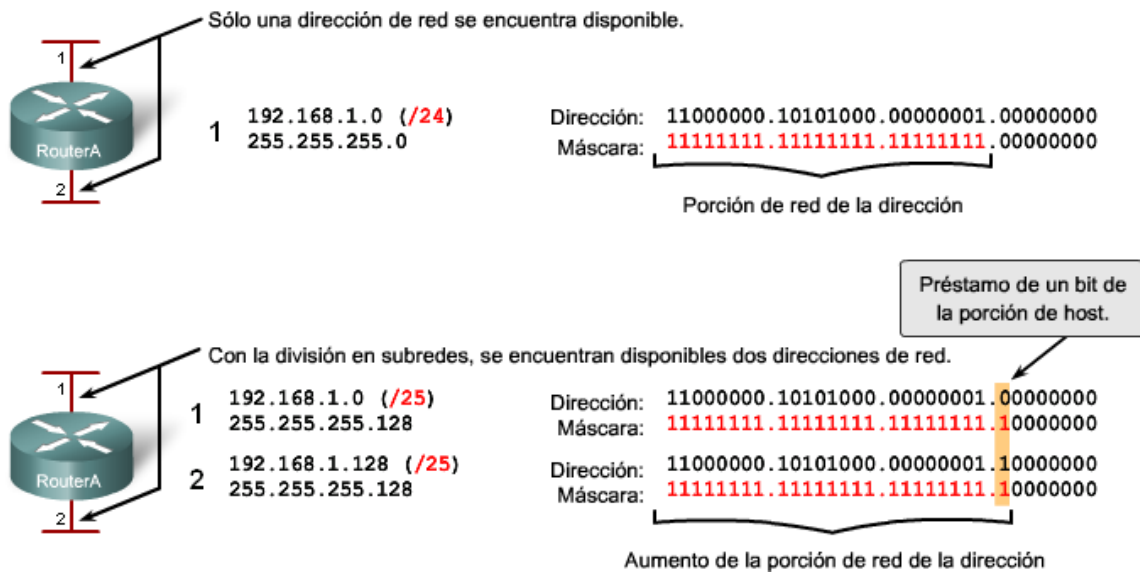 Sólo una dirección de red se encuentra disponible.
1
RouterA
2
1
192.168.1.0 (/24)
255.255.255.0
Dirección: 11000000.10101000.00000001.00000000
Máscara: 11111111.11111111.11111111.00000000
Porción de red de la dirección
Préstamo de un bit de
la porción de host.
Con la división en subredes, se encuentran disponibles dos direcciones de red.
1
RouterA
2
1
192.168.1.0 (/25)
255.255.255.128
Dirección: 11000000.10101000.00000001.00000000
Máscara: 11111111.11111111.11111111.10000000
2
192.168.1.128 (/25)
255.255.255.128
Dirección: 11000000.10101000.00000001.10000000
Máscara: 11111111.11111111.11111111.10000000
Aumento de la porción de red de la dirección